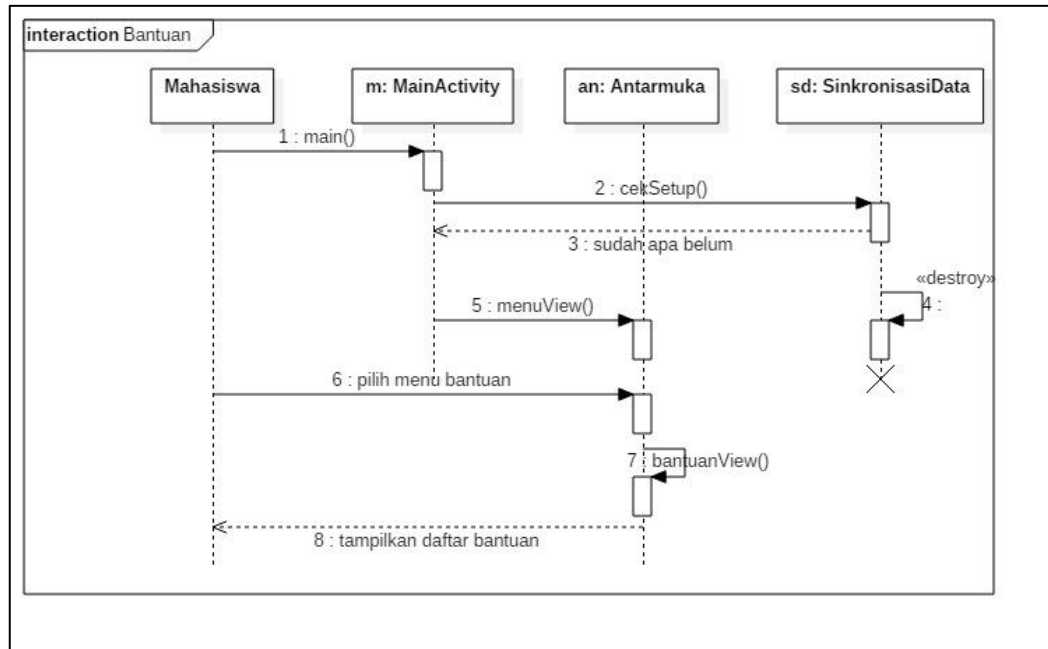 interaction Bantuan
Mahasiswa
m: MainActivity
an: Antarmuka
sd: SinkronisasiData
1 : main()
2 : cekSetup()
3 : sudah apa belum
«destroy»
4 :
5 : menuView()
6 : pilih menu bantuan
7 : bantuanView()
8 : tampilkan daftar bantuan